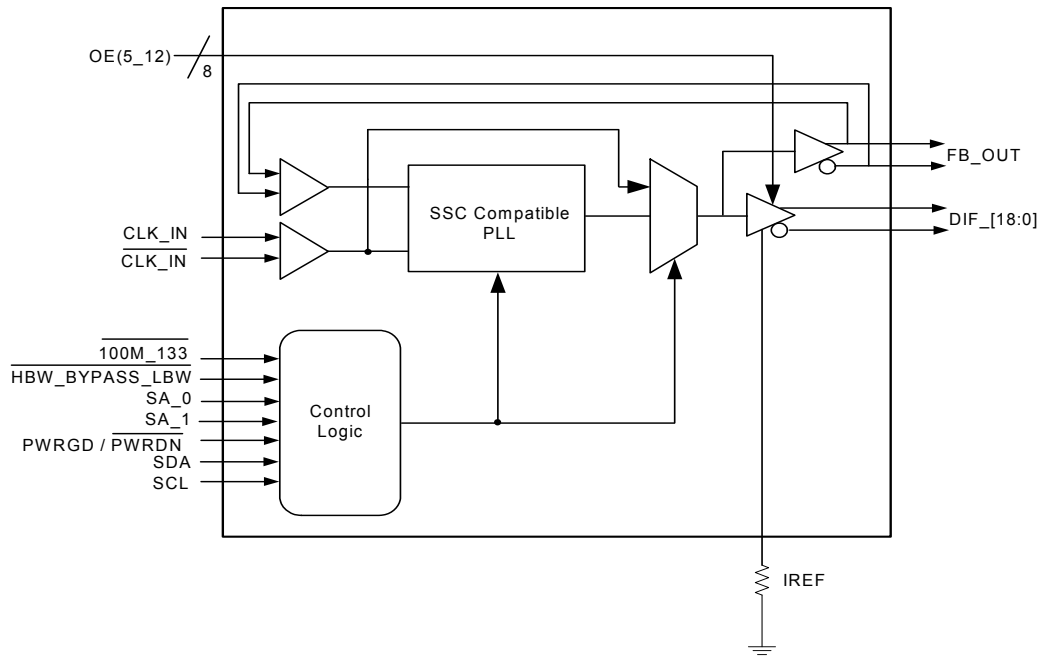 OE(5_12)
8
FB_OUT
SSC Compatible
PLL
DIF_[18:0]
CLK_IN
CLK_IN
100M_133
HBW_BYPASS_LBW
SA_0
SA_1
PWRGD / PWRDN
SDA
SCL
Control
Logic
IREF